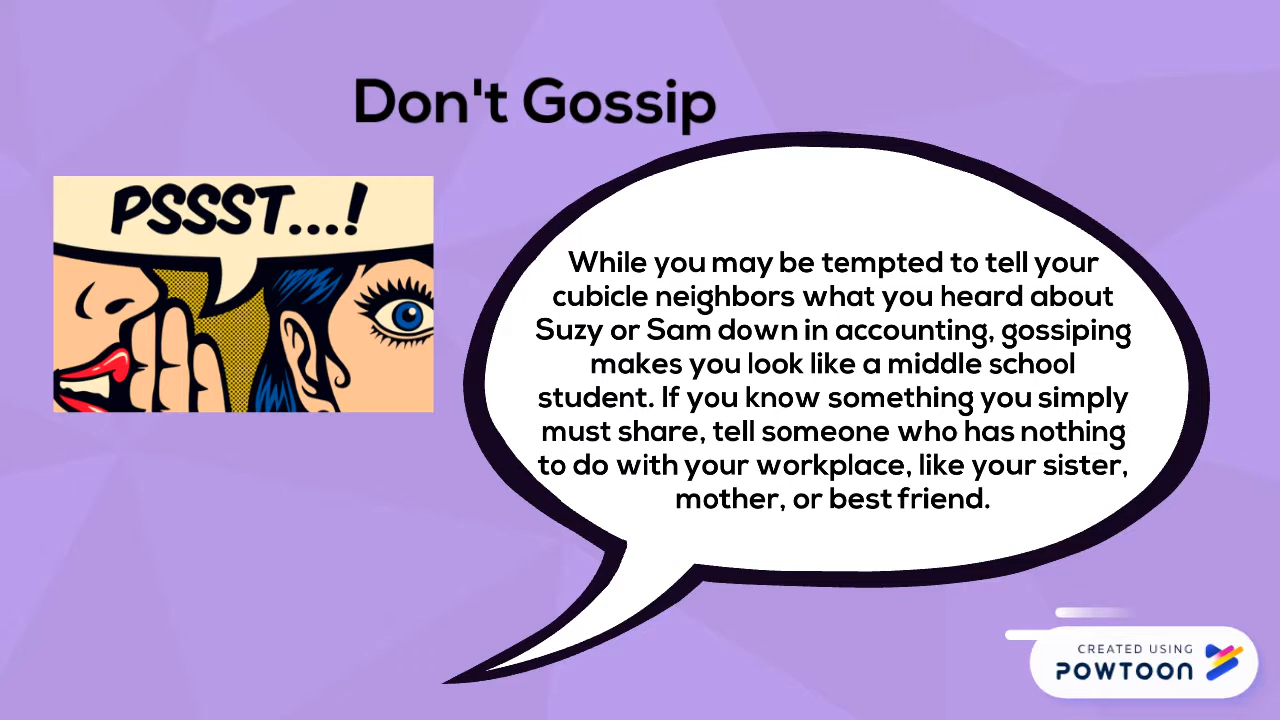 Don't Gossip
PSSST...!
While you may be tempted to tell your
cubicle neighbors what you heard about
Suzy or Sam down in accounting, gossiping
makes you look like a middle school
student. If you know something you simply
must share, tell someone who has nothing
to do with your workplace, like your sister,
mother, or best friend.
CREATED USING
POWTOON